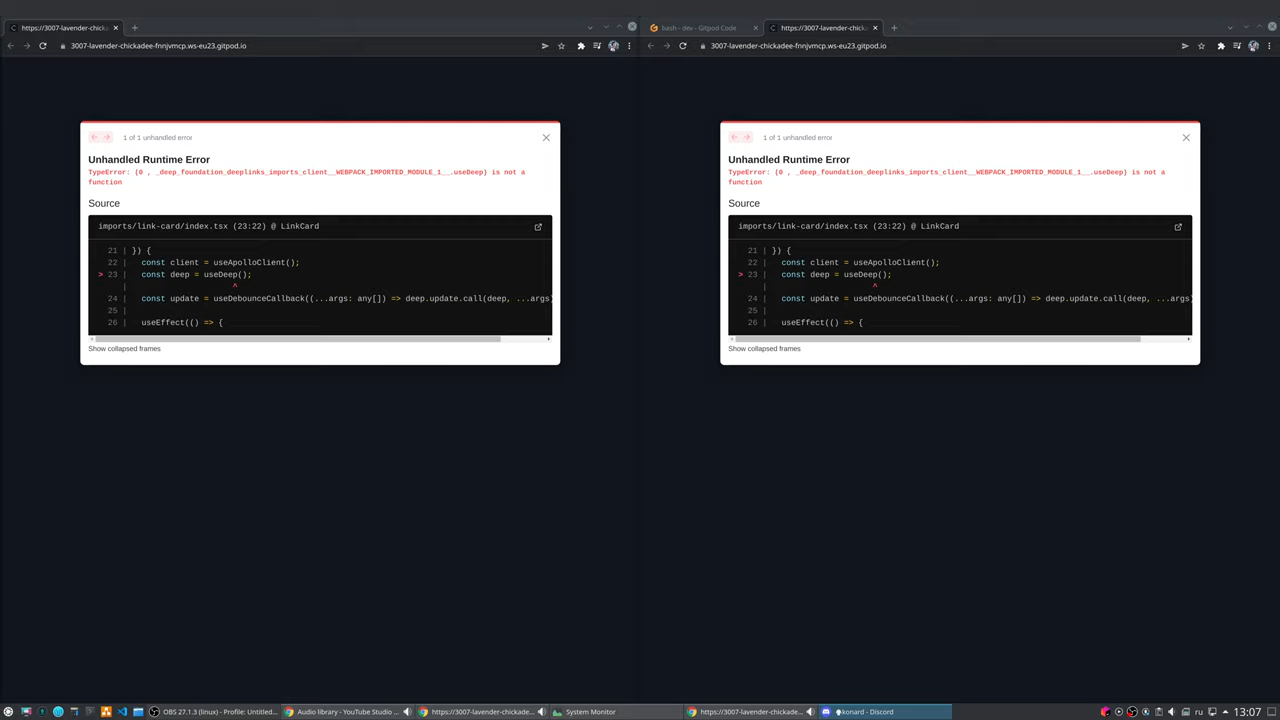 https://3007-lavender-chicka
3007-lavender-chickadee-fnnjvmcp.ws-eu23.gitpod.io
1 of 1 unhandled error
Unhandled Runtime Error
TypeError: (0 , _deep_foundation_deeplinks_imports_client__WEBPACK_IMPORTED_MODULE_1__.useDeep) is not a
function
Source
imports/link-card/index.tsx (23:22) @ LinkCard
21 | }) {
22 | const client = useApolloClient();
> 23 | const deep = useDeep();
| ^
24 | const update = useDebounceCallback((...args: any[]) => deep.update.call(deep, ...args)
25 |
26 | useEffect(() => {
Show collapsed frames
bash - dev - Gitpod Code
https://3007-lavender-chicka
3007-lavender-chickadee-fnnjvmcp.ws-eu23.gitpod.io
1 of 1 unhandled error
Unhandled Runtime Error
TypeError: (0 , _deep_foundation_deeplinks_imports_client__WEBPACK_IMPORTED_MODULE_1__.useDeep) is not a
function
Source
imports/link-card/index.tsx (23:22) @ LinkCard
21 | }) {
22 | const client = useApolloClient();
> 23 | const deep = useDeep();
| ^
24 | const update = useDebounceCallback((...args: any[]) => deep.update.call(deep, ...args)
25 |
26 | useEffect(() => {
Show collapsed frames
OBS 27.1.3 (linux) - Profile: Untitled...
Audio library - YouTube Studio ...
https://3007-lavender-chickade...
System Monitor
https://3007-lavender-chickade...
konard - Discord
ru
13:07